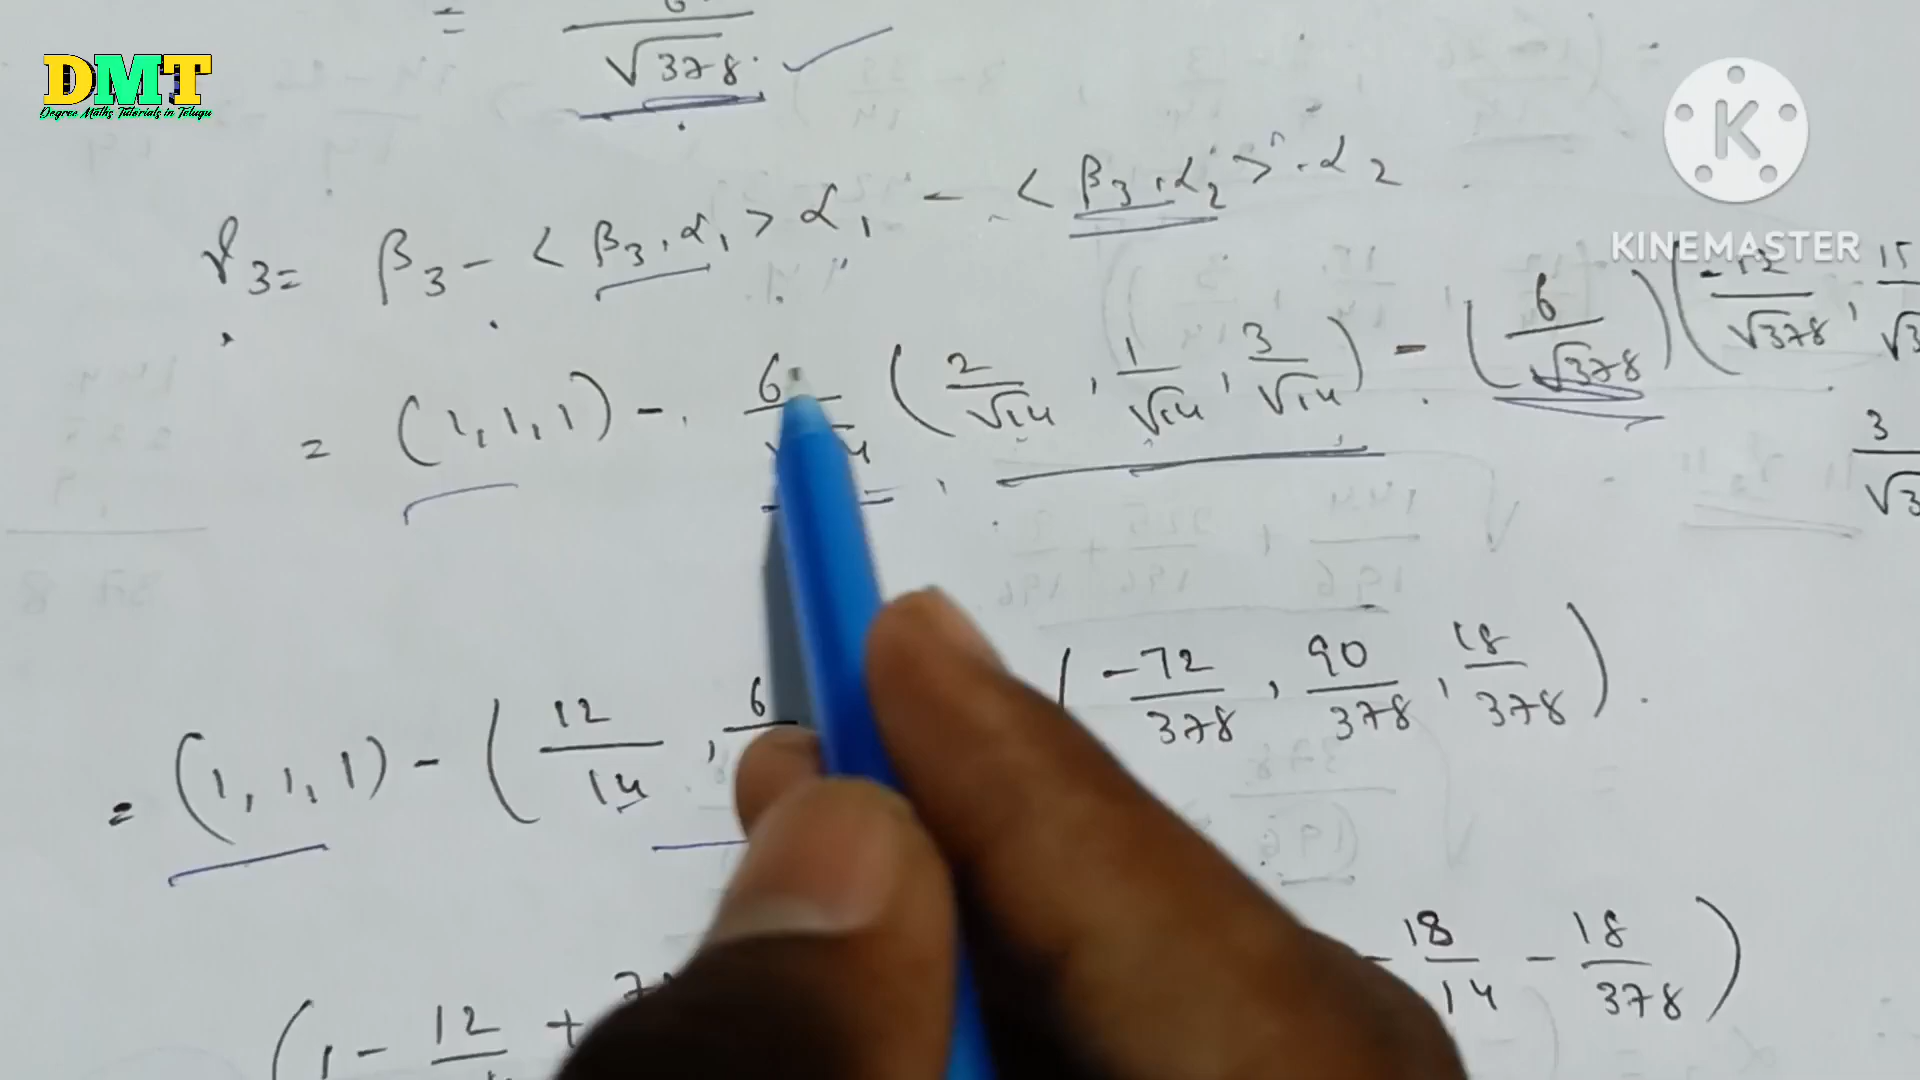 DMT
Degree Maths Tutorials in Telugu
KINEMASTER
= 6 / √378
γ3 = β3 - <β3, α1> α1 - <β3, α2> . α2
= (1, 1, 1) - 6 (2/√14, 1/√14, 3/√14) - (6/√378) (-12/√378, 15
3
= (1, 1, 1) - (12/14, 6 (-72/378, 90/378, 18/378).
(1 - 12 + - 18/14 - 18/378)